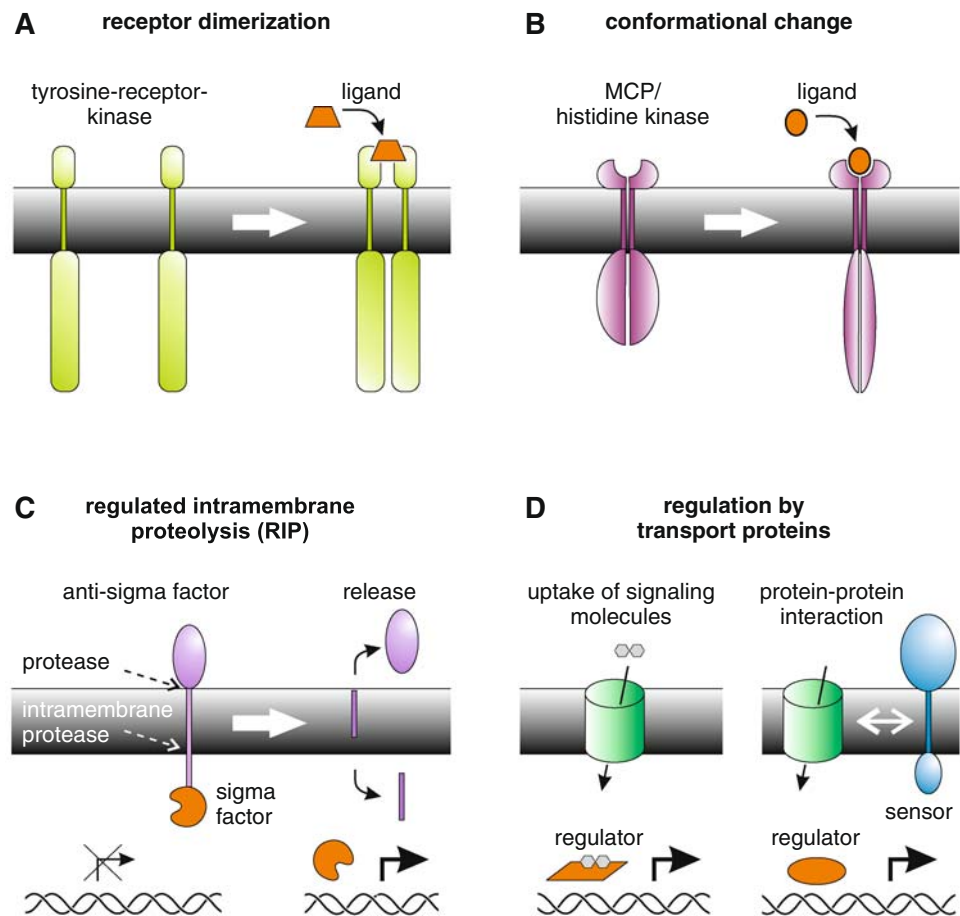 A receptor dimerization
tyrosine-receptor-
kinase
ligand
B conformational change
MCP/
histidine kinase
ligand
C regulated intramembrane
proteolysis (RIP)
anti-sigma factor
release
protease
intramembrane
protease
sigma
factor
D regulation by
transport proteins
uptake of signaling
molecules
protein-protein
interaction
sensor
regulator
regulator